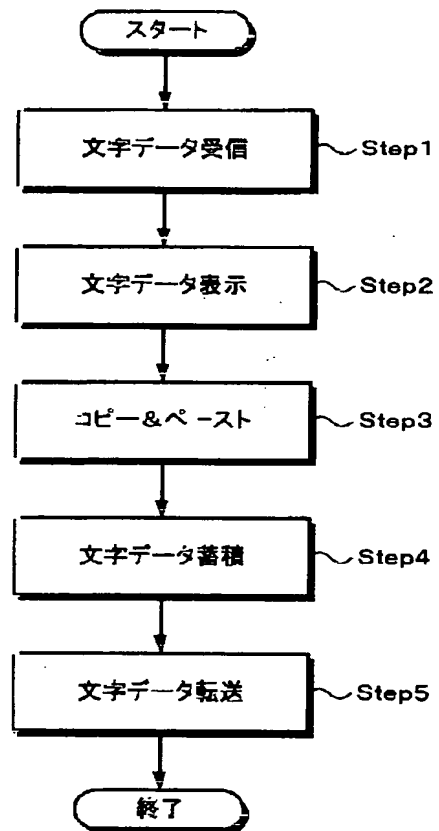 スタート
文字データ受信 Step1
文字データ表示 Step2
コピー&ペースト Step3
文字データ蓄積 Step4
文字データ転送 Step5
終了